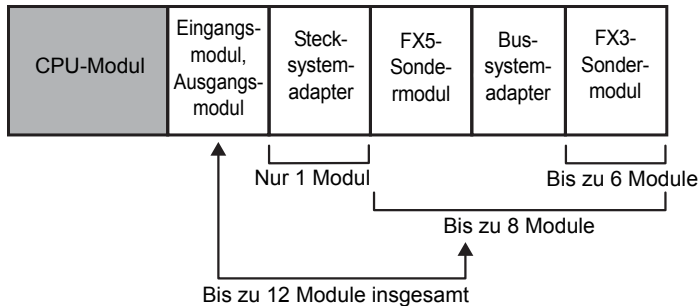 CPU-Modul
Eingangs-
modul,
Ausgangs-
modul
Steck-
system-
adapter
FX5-
Sonde-
rmodul
Bus-
system-
adapter
FX3-
Sonder-
modul
Nur 1 Modul
Bis zu 6 Module
Bis zu 8 Module
Bis zu 12 Module insgesamt